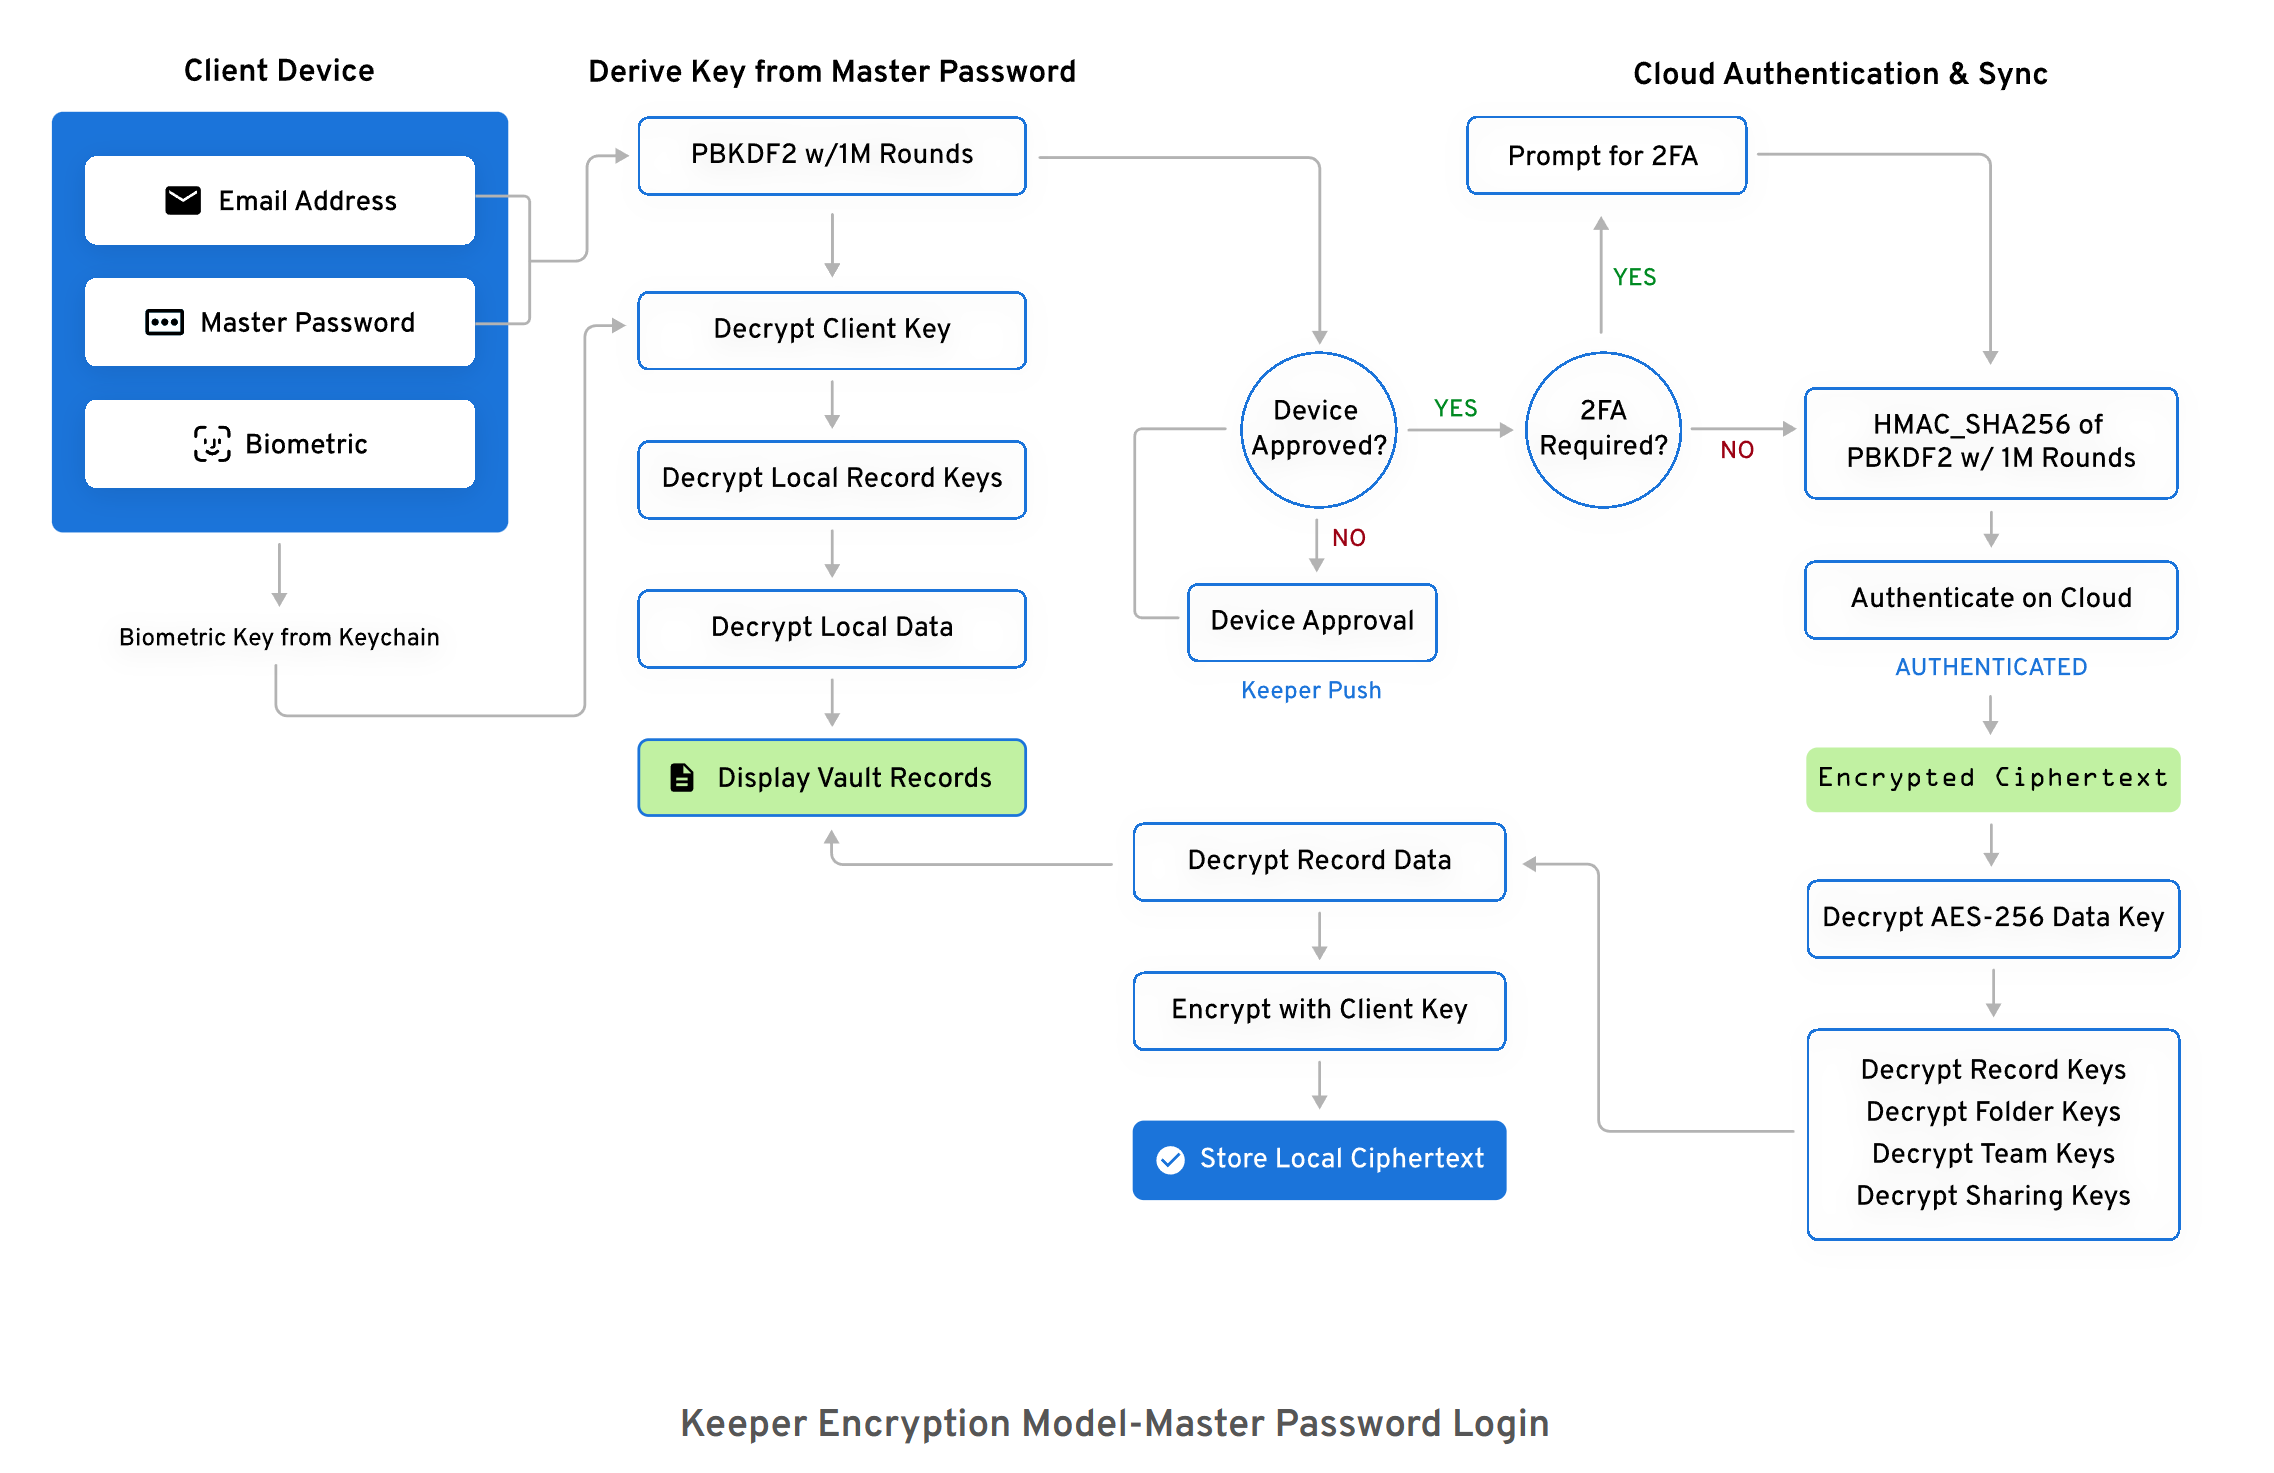 Client Device
Email Address
Master Password
Biometric
Biometric Key from Keychain
Derive Key from Master Password
PBKDF2 w/1M Rounds
Decrypt Client Key
Decrypt Local Record Keys
Decrypt Local Data
Display Vault Records
Device
Approved?
YES
NO
Device Approval
Keeper Push
Cloud Authentication & Sync
Prompt for 2FA
YES
2FA
Required?
NO
HMAC_SHA256 of
PBKDF2 w/ 1M Rounds
Authenticate on Cloud
AUTHENTICATED
Encrypted Ciphertext
Decrypt AES-256 Data Key
Decrypt Record Keys
Decrypt Folder Keys
Decrypt Team Keys
Decrypt Sharing Keys
Decrypt Record Data
Encrypt with Client Key
Store Local Ciphertext
Keeper Encryption Model-Master Password Login